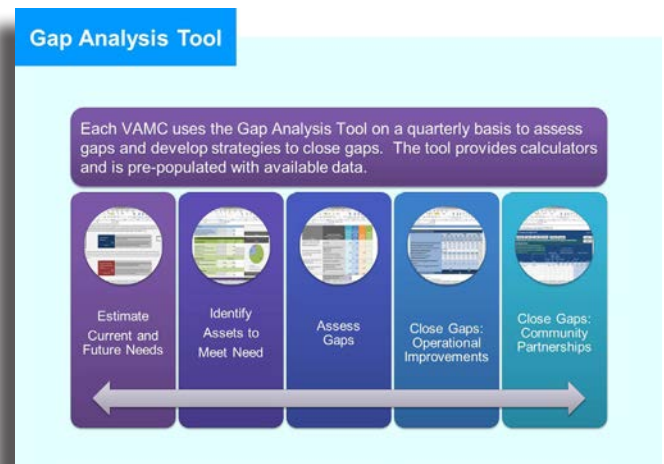 Gap Analysis Tool
Each VAMC uses the Gap Analysis Tool on a quarterly basis to assess
gaps and develop strategies to close gaps.  The tool provides calculators
and is pre-populated with available data.
Estimate
Current and
Future Needs
Identify
Assets to
Meet Need
Assess
Gaps
Close Gaps:
Operational
Improvements
Close Gaps:
Community
Partnerships